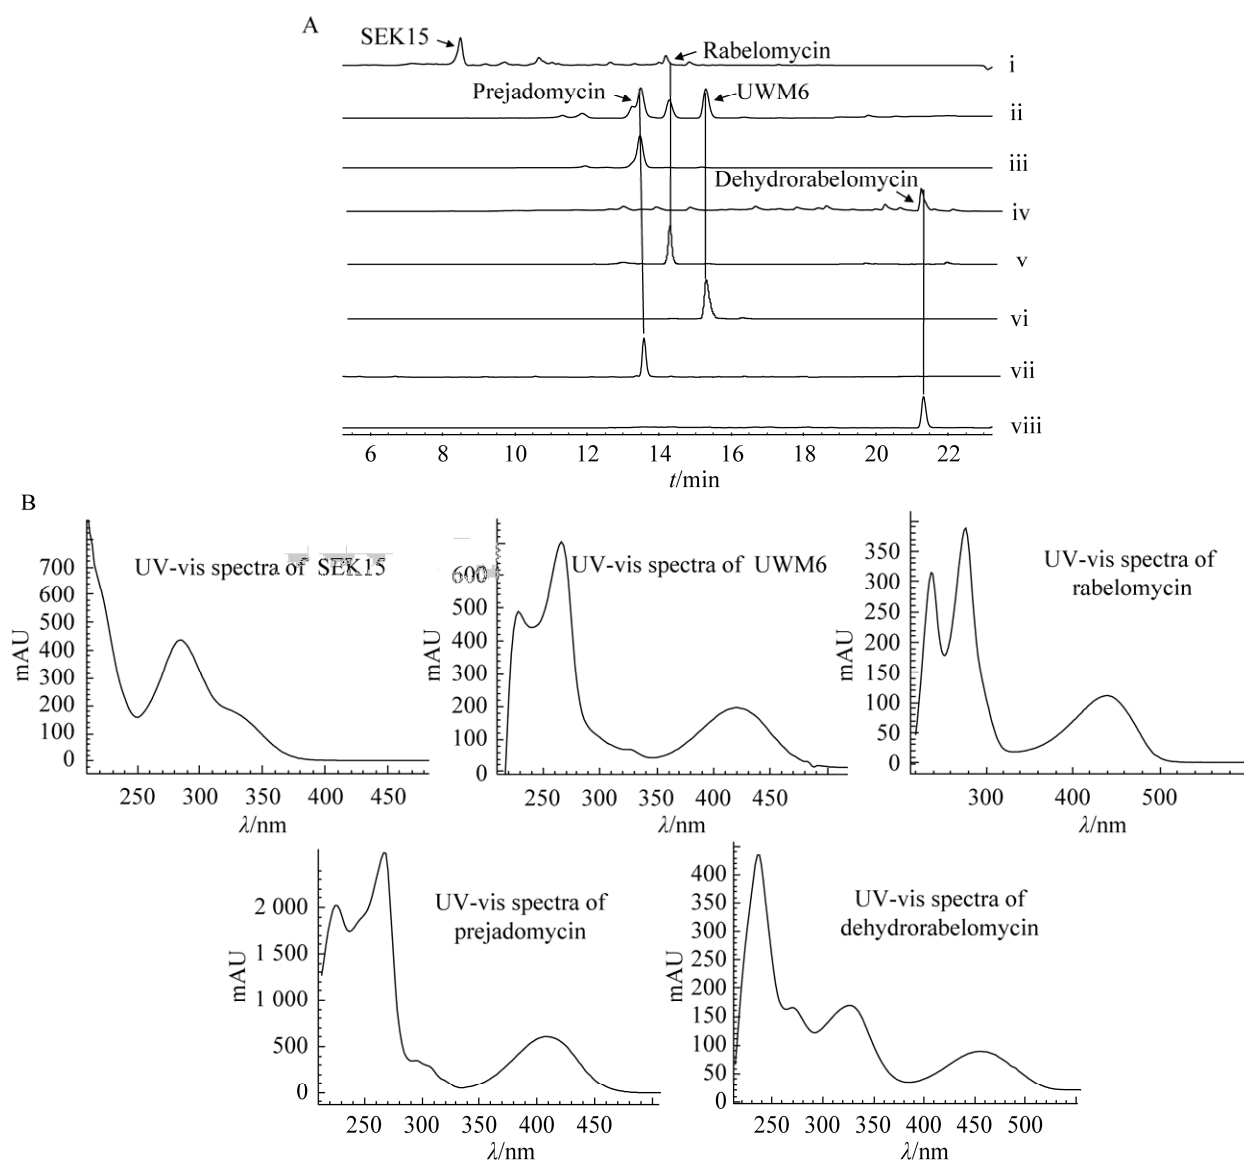 A
SEK15
Rabelomycin
i
Prejadomycin
UWM6
ii
iii
Dehydrorabelomycin
iv
v
vi
vii
viii
6 8 10 12 14 16 18 20 22
t/min
B
UV-vis spectra of SEK15
mAU
700
600
500
400
300
200
100
0
250 300 350 400 450
λ/nm
UV-vis spectra of UWM6
mAU
600
500
400
300
200
100
0
250 300 350 400 450
λ/nm
UV-vis spectra of
rabelomycin
mAU
350
300
250
200
150
100
50
0
300 400 500
λ/nm
UV-vis spectra of
prejadomycin
mAU
2 000
1 500
1 000
500
0
250 300 350 400 450
λ/nm
UV-vis spectra of
dehydrorabelomycin
mAU
400
350
300
250
200
150
100
50
0
250 300 350 400 450 500
λ/nm